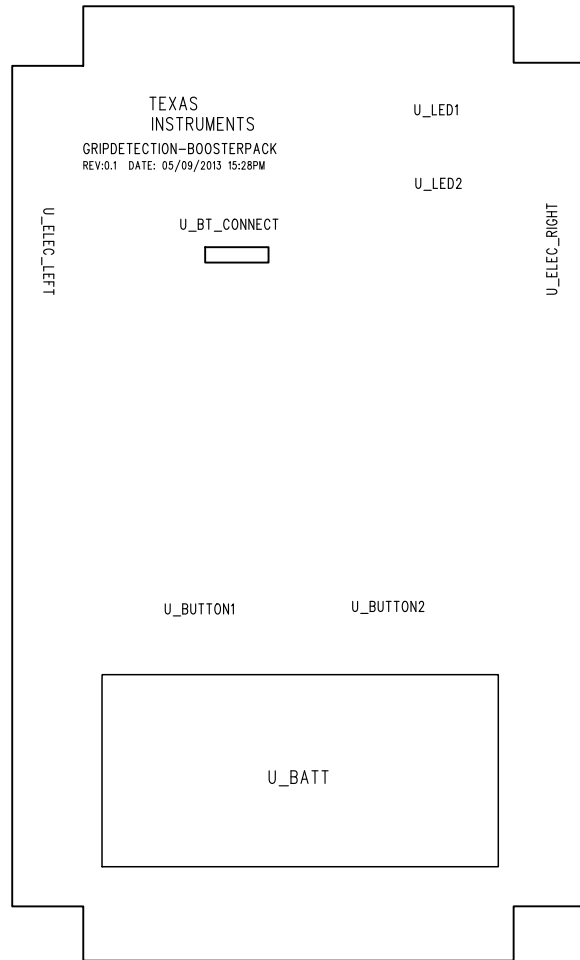 TEXAS
INSTRUMENTS
GRIPDETECTION-BOOSTERPACK
REV:0.1 DATE: 05/09/2013 15:28PM
U_LED1
U_LED2
U_ELEC_LEFT
U_BT_CONNECT
U_ELEC_RIGHT
U_BUTTON1
U_BUTTON2
U_BATT